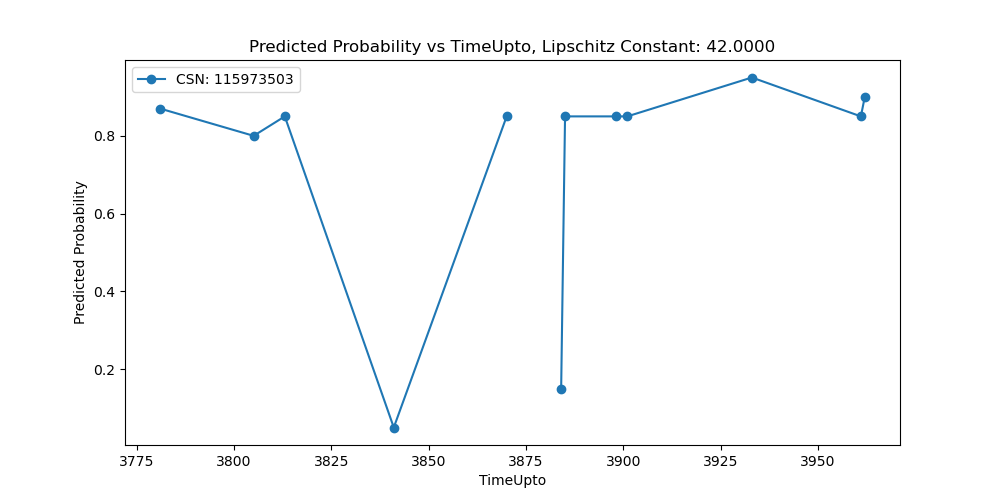 Predicted Probability vs TimeUpto, Lipschitz Constant: 42.0000
CSN: 115973503
Predicted Probability
0.8
0.6
0.4
0.2
3775 3800 3825 3850 3875 3900 3925 3950
TimeUpto